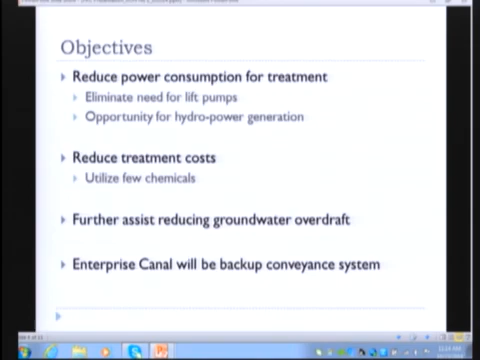 Objectives
Reduce power consumption for treatment
Eliminate need for lift pumps
Opportunity for hydro-power generation
Reduce treatment costs
Utilize few chemicals
Further assist reducing groundwater overdraft
Enterprise Canal will be backup conveyance system